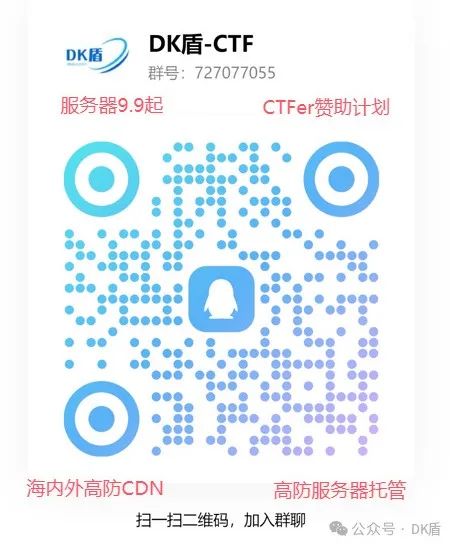 DK盾
DK盾-CTF
群号：727077055
服务器9.9起
CTFer赞助计划
海内外高防CDN
高防服务器托管
扫一扫二维码，加入群聊
公众号 · DK盾